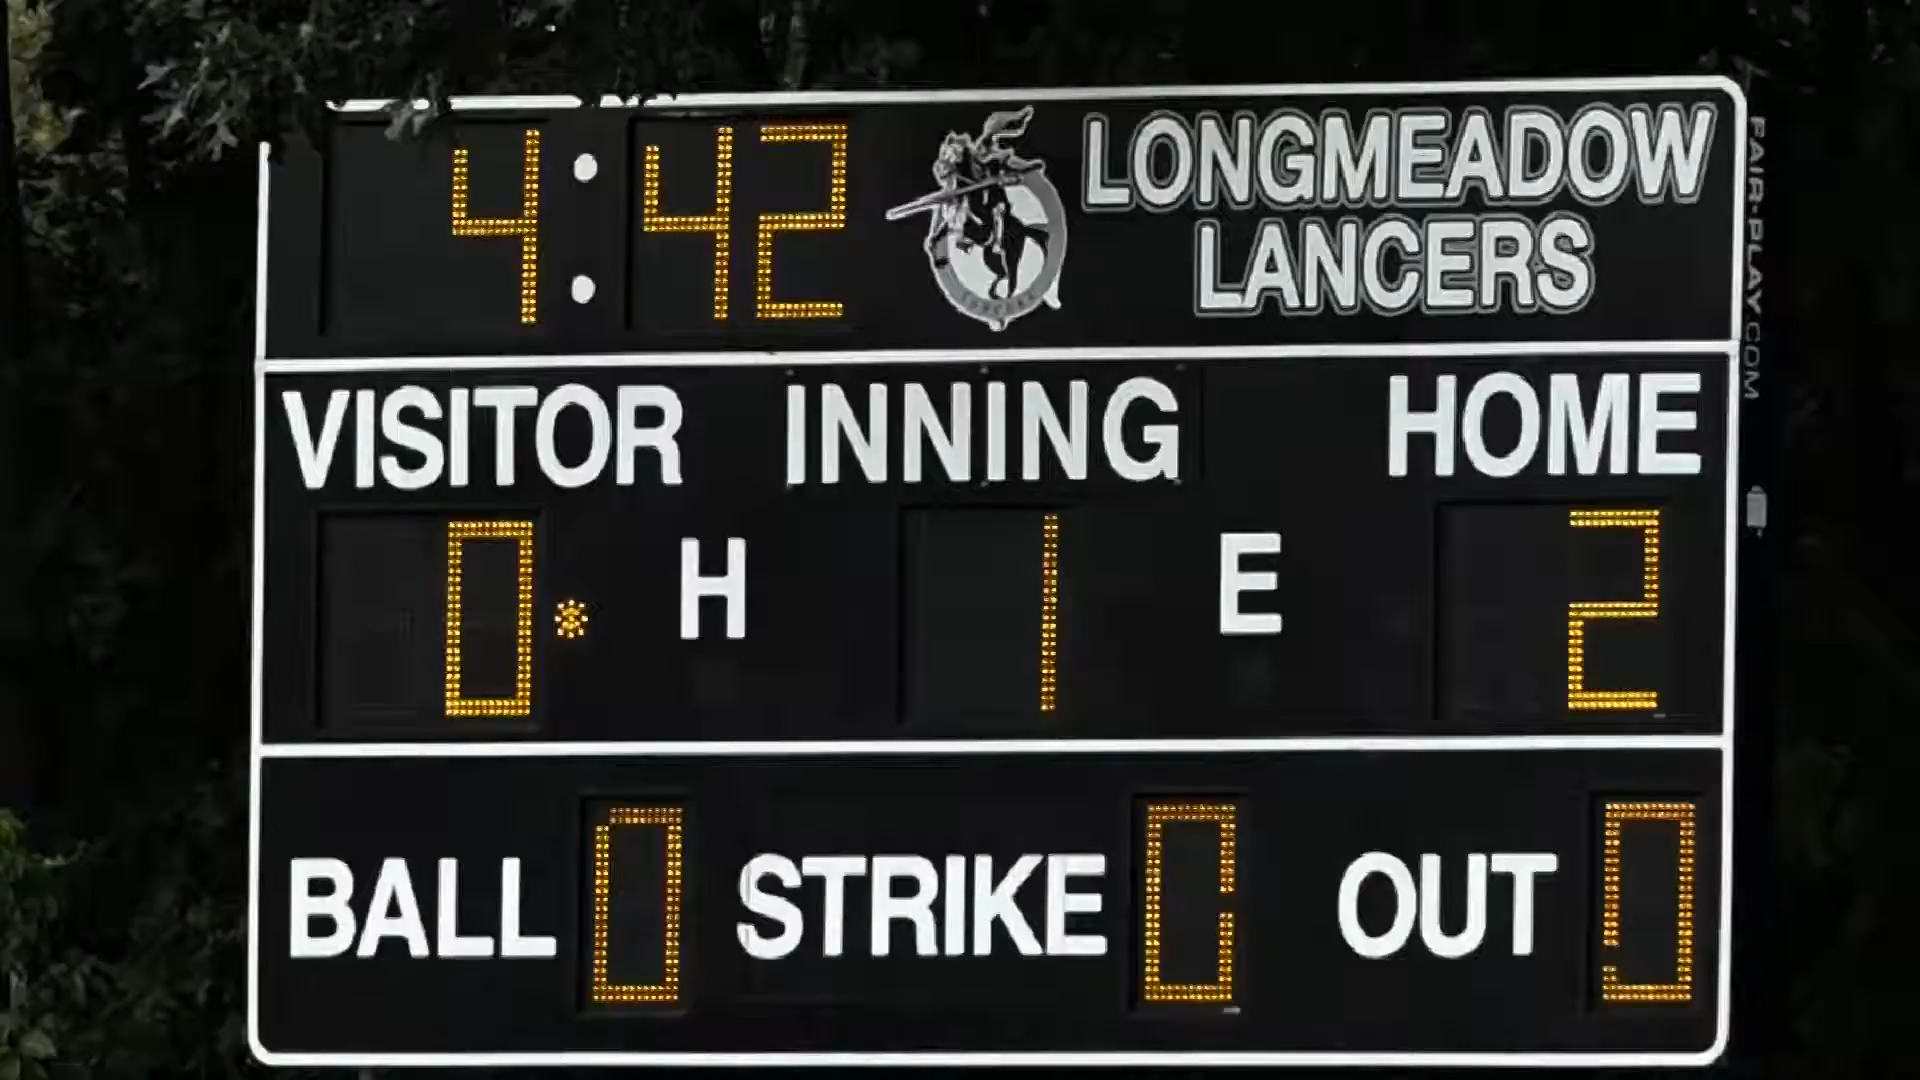 4:42
LONGMEADOW
LANCERS
FAIR-PLAY.COM
VISITOR INNING HOME
0 H 1 E 2
BALL 0 STRIKE 0 OUT 0